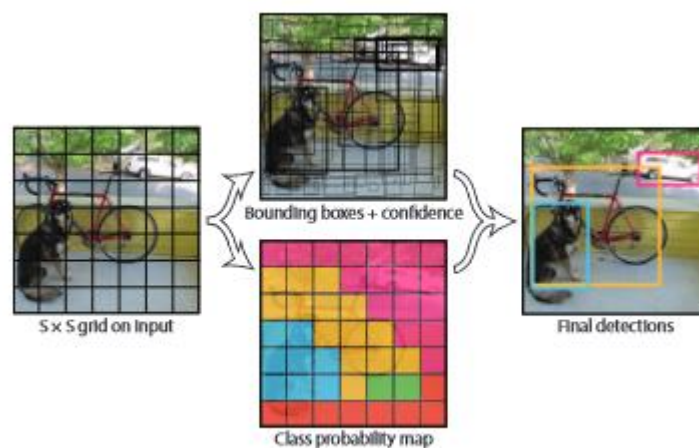 S × S grid on input
Bounding boxes + confidence
Class probability map
Final detections